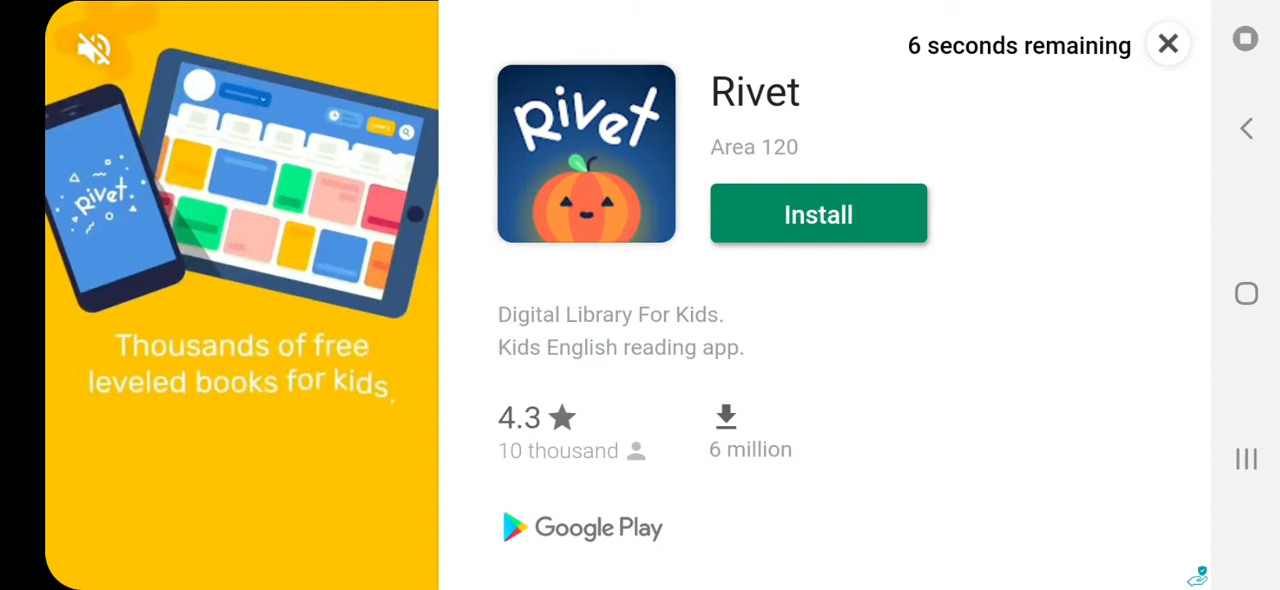 6 seconds remaining
Rivet
Rivet
Area 120
Install
Rivet
Thousands of free
leveled books for kids.
Digital Library For Kids.
Kids English reading app.
4.3
10 thousand
6 million
Google Play